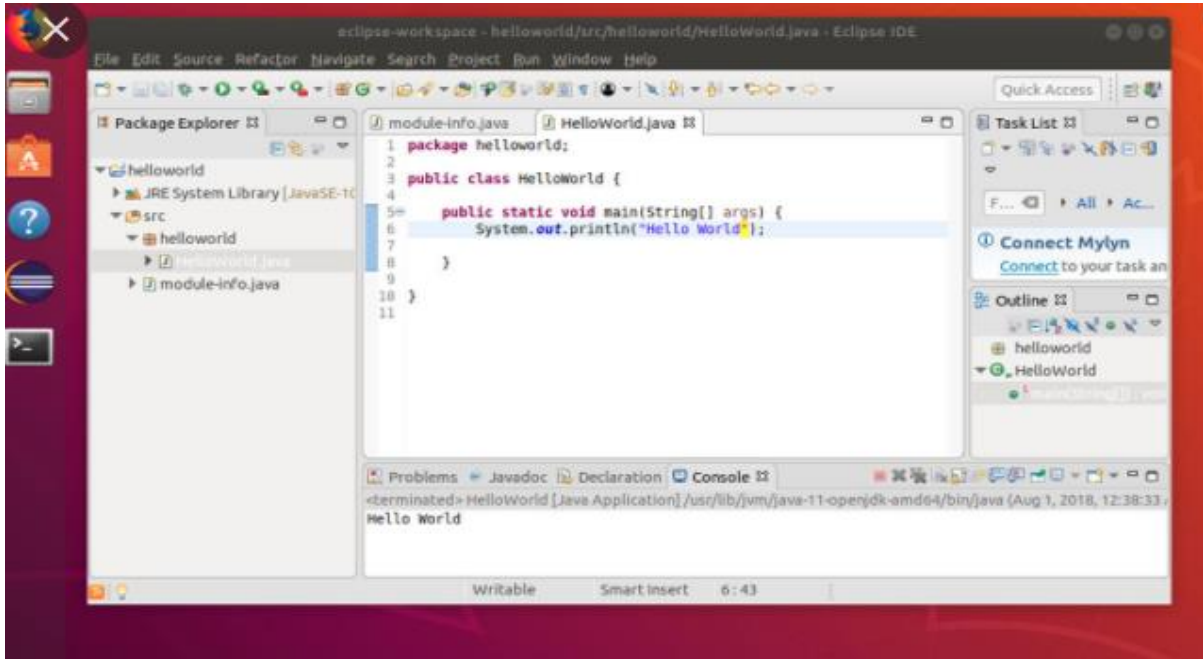 eclipse-workspace - helloworld/src/helloworld/HelloWorld.java - Eclipse IDE
File Edit Source Refactor Navigate Search Project Run Window Help
Quick Access
Package Explorer
helloworld
JRE System Library [JavaSE-10
src
helloworld
HelloWorld.java
module-info.java
module-info.java
HelloWorld.java
1 package helloworld;
2
3 public class HelloWorld {
4
5 public static void main(String[] args) {
6 System.out.println("Hello World");
7
8 }
9
10 }
11
Task List
F... All Ac...
Connect Mylyn
Connect to your task an
Outline
helloworld
HelloWorld
Problems Javadoc Declaration Console
<terminated> HelloWorld [Java Application] /usr/lib/jvm/java-11-openjdk-amd64/bin/java (Aug 1, 2018, 12:38:33
Hello World
Writable Smart Insert 6:43